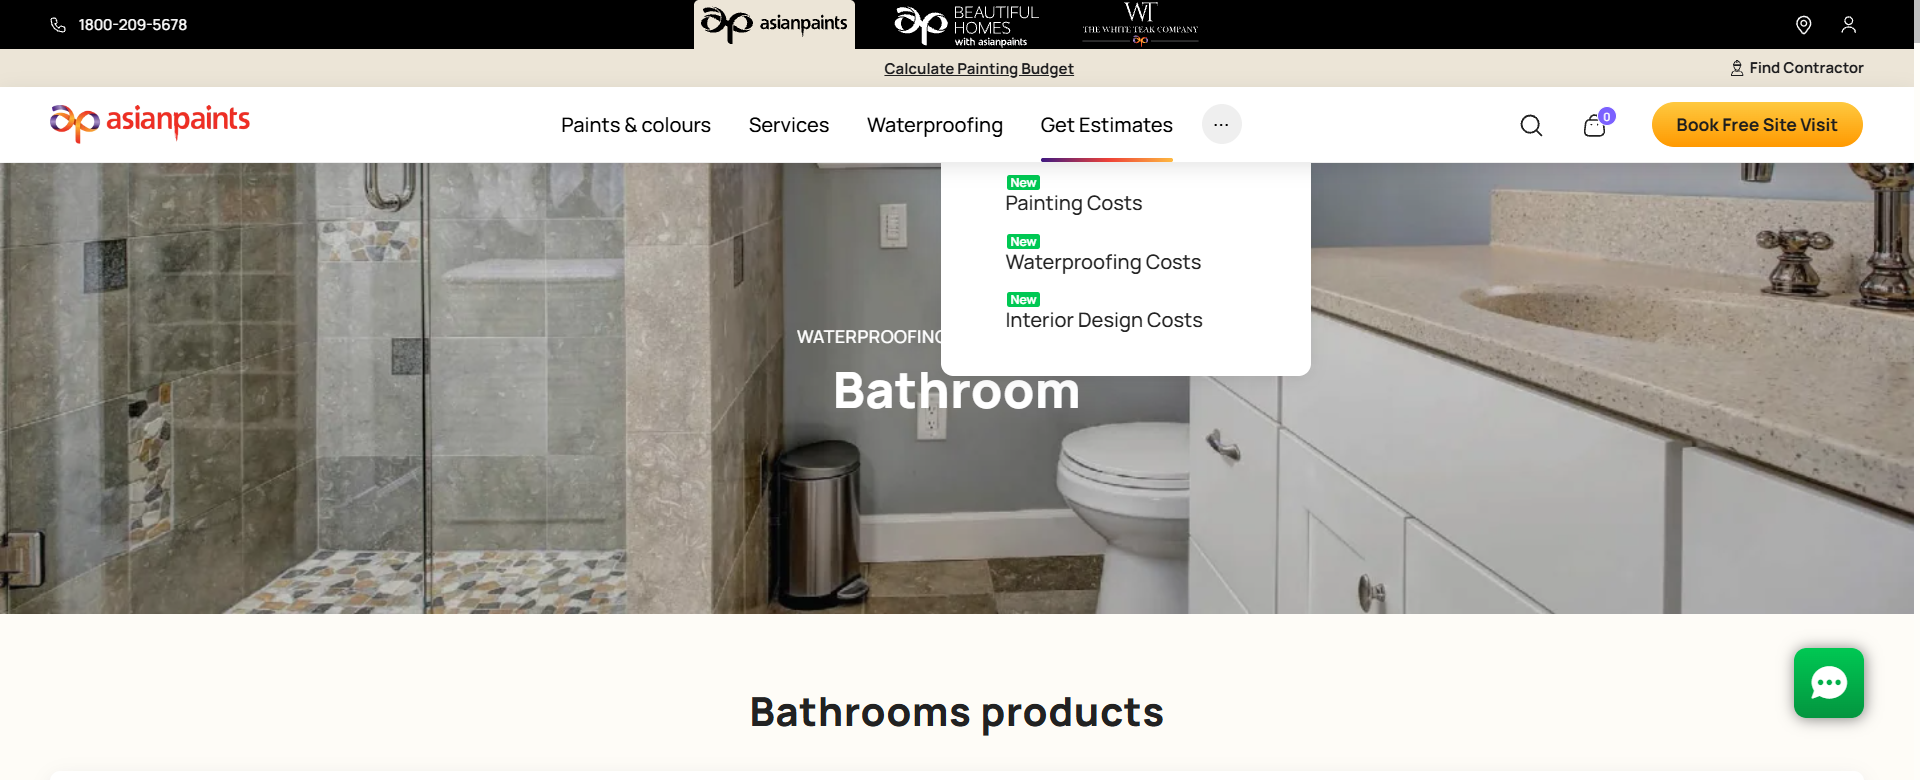 1800-209-5678
asianpaints
BEAUTIFUL
HOMES
with asianpaints
WT
THE WHITE TEAK COMPANY
ap
Calculate Painting Budget
Find Contractor
ap asianpaints
Paints & colours
Services
Waterproofing
Get Estimates
...
0
Book Free Site Visit
New
Painting Costs
New
Waterproofing Costs
New
Interior Design Costs
WATERPROOFING
Bathroom
Bathrooms products